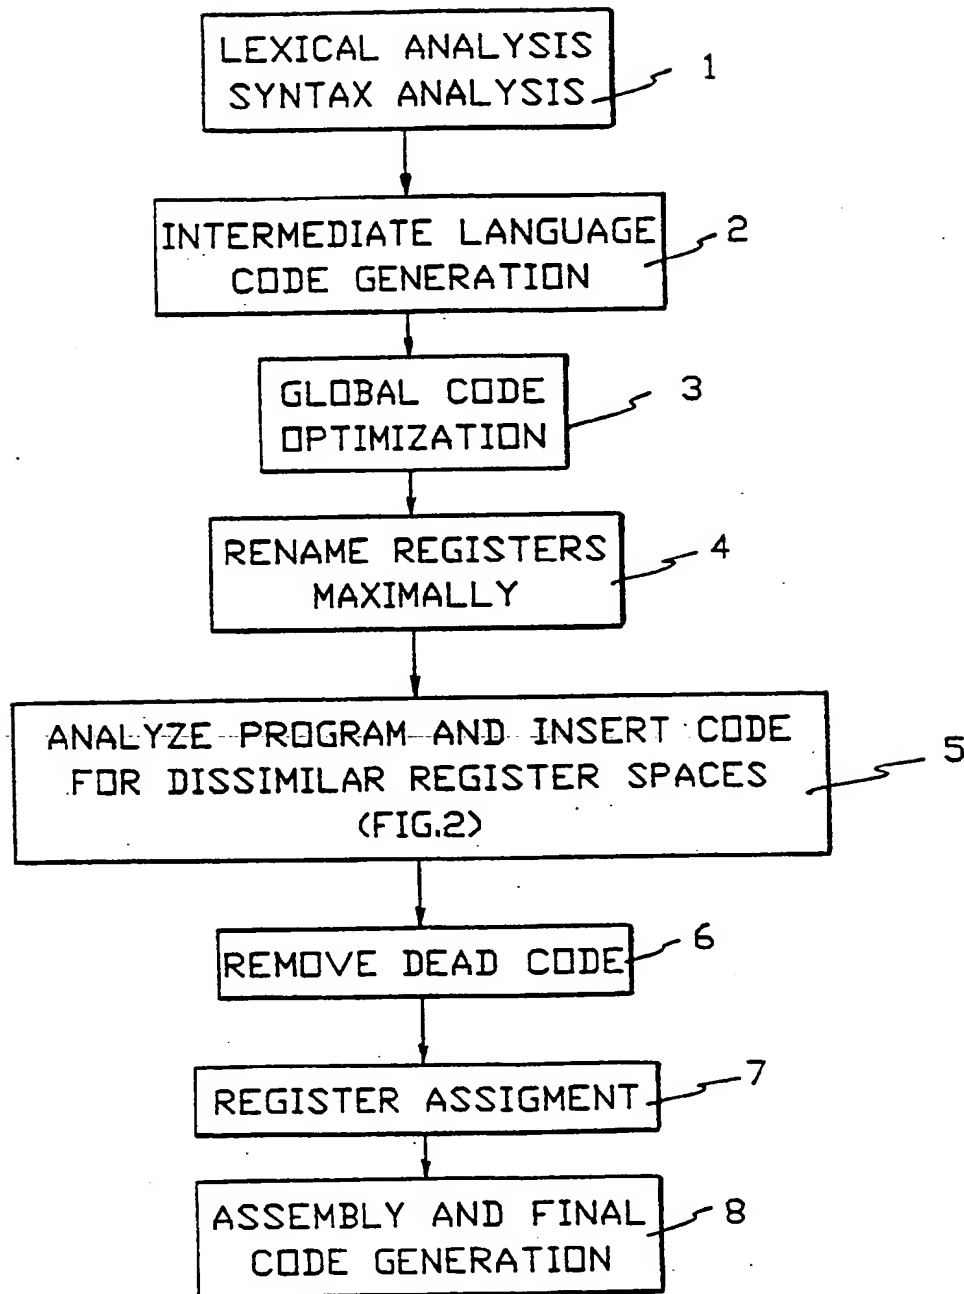 LEXICAL ANALYSIS
SYNTAX ANALYSIS
1
INTERMEDIATE LANGUAGE
CODE GENERATION
2
GLOBAL CODE
OPTIMIZATION
3
RENAME REGISTERS
MAXIMALLY
4
ANALYZE PROGRAM AND INSERT CODE
FOR DISSIMILAR REGISTER SPACES
(FIG.2)
5
REMOVE DEAD CODE
6
REGISTER ASSIGMENT
7
ASSEMBLY AND FINAL
CODE GENERATION
8